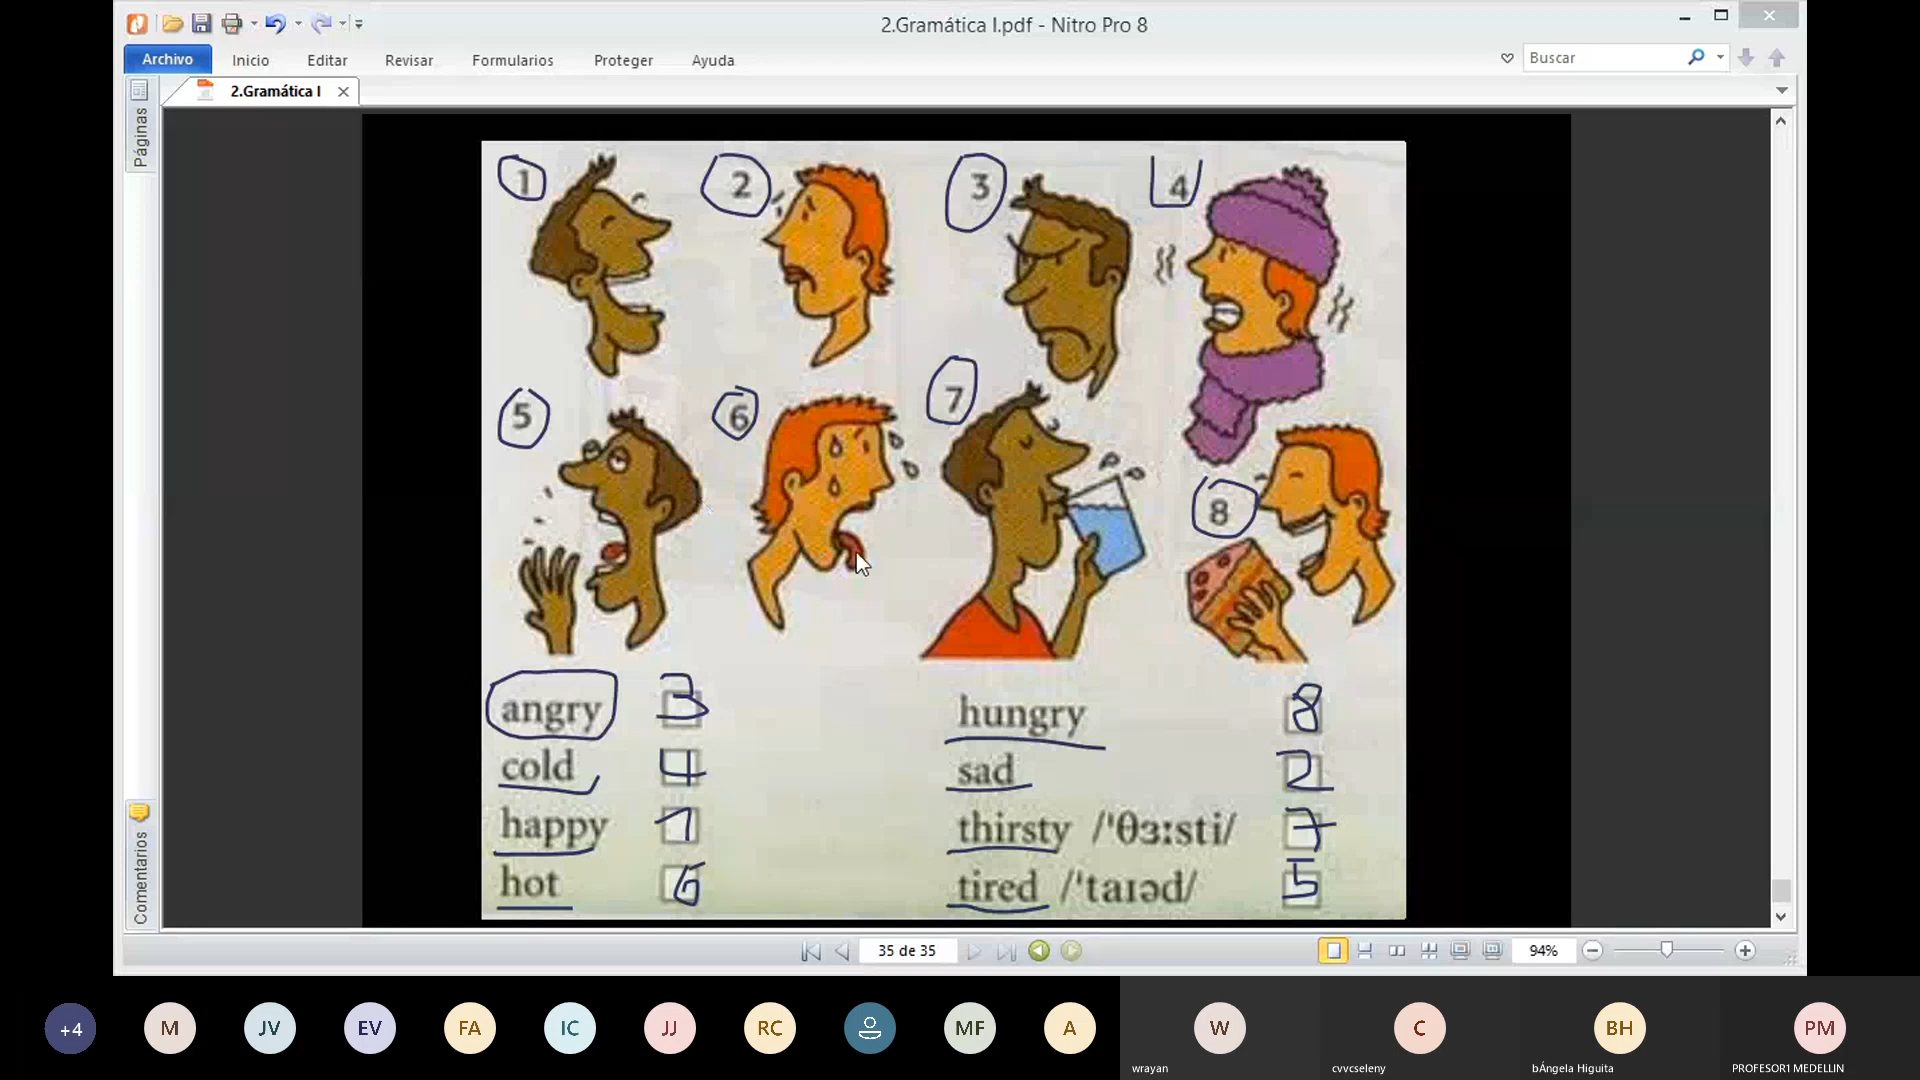 2.Gramática I.pdf - Nitro Pro 8
Archivo Inicio Editar Revisar Formularios Proteger Ayuda Buscar
2.Gramática I
Páginas
1 2 3 4
5 6 7 8
angry 3 hungry 8
cold 4 sad 2
happy 1 thirsty /ˈθɜːsti/ 7
hot 6 tired /ˈtaɪəd/ 5
Comentarios
35 de 35 94%
+4 M JV EV FA IC JJ RC MF A W C BH PM
wrayan cvvcseleny bÁngela Higuita PROFESOR1 MEDELLIN